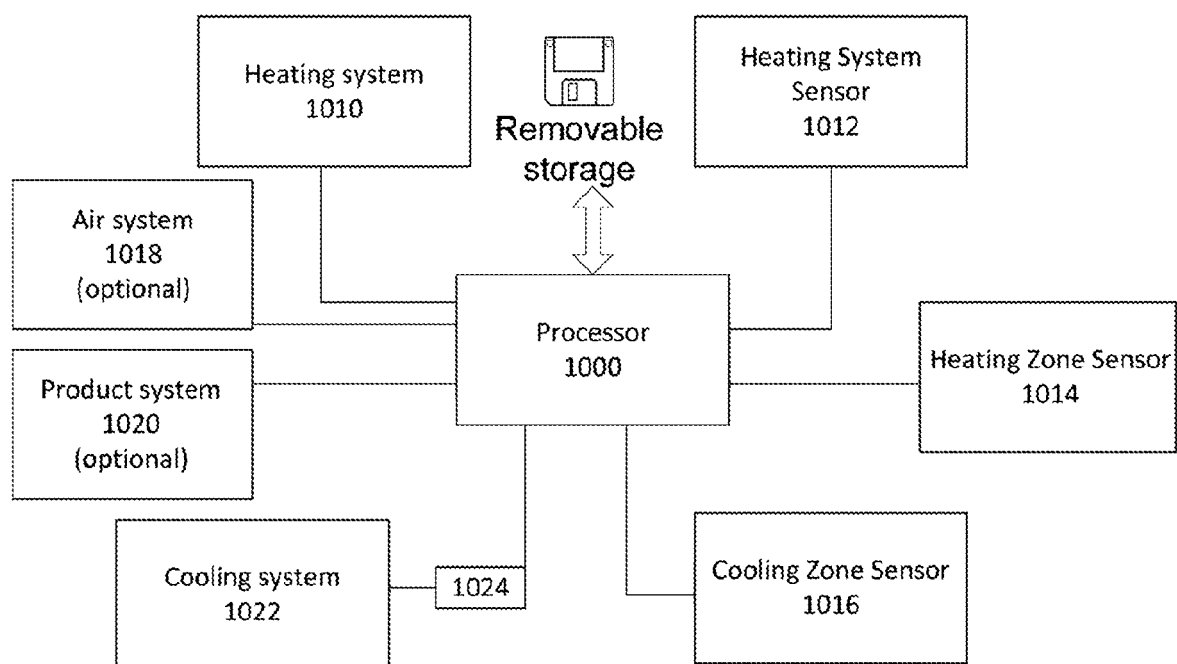 Heating system
1010
Removable
storage
Heating System
Sensor
1012
Air system
1018
(optional)
Processor
1000
Heating Zone Sensor
1014
Product system
1020
(optional)
Cooling system
1022
1024
Cooling Zone Sensor
1016